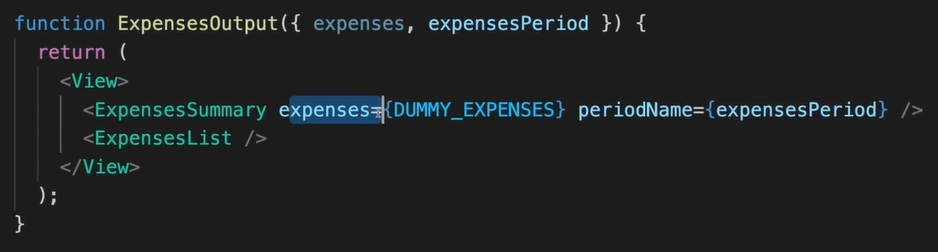 function ExpensesOutput({ expenses, expensesPeriod }) {
return (
<View>
<ExpensesSummary expenses={DUMMY_EXPENSES} periodName={expensesPeriod} />
<ExpensesList />
</View>
);
}